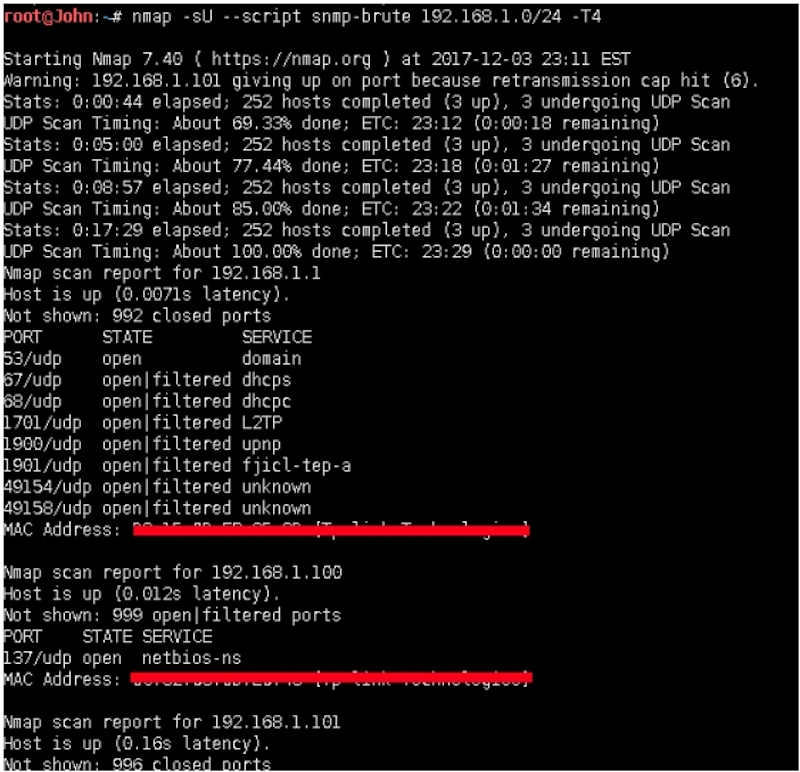 root@John:~# nmap -sU --script snmp-brute 192.168.1.0/24 -T4
Starting Nmap 7.40 ( https://nmap.org ) at 2017-12-03 23:11 EST
Warning: 192.168.1.101 giving up on port because retransmission cap hit (6).
Stats: 0:00:44 elapsed; 252 hosts completed (3 up), 3 undergoing UDP Scan
UDP Scan Timing: About 69.33% done; ETC: 23:12 (0:00:18 remaining)
Stats: 0:05:00 elapsed; 252 hosts completed (3 up), 3 undergoing UDP Scan
UDP Scan Timing: About 77.44% done; ETC: 23:18 (0:01:27 remaining)
Stats: 0:08:57 elapsed; 252 hosts completed (3 up), 3 undergoing UDP Scan
UDP Scan Timing: About 85.00% done; ETC: 23:22 (0:01:34 remaining)
Stats: 0:17:29 elapsed; 252 hosts completed (3 up), 3 undergoing UDP Scan
UDP Scan Timing: About 100.00% done; ETC: 23:29 (0:00:00 remaining)
Nmap scan report for 192.168.1.1
Host is up (0.0071s latency).
Not shown: 992 closed ports
PORT STATE SERVICE
53/udp open domain
67/udp open|filtered dhcps
68/udp open|filtered dhcpc
1701/udp open|filtered L2TP
1900/udp open|filtered upnp
1901/udp open|filtered fjicl-tep-a
49154/udp open|filtered unknown
49158/udp open|filtered unknown
MAC Address:
Nmap scan report for 192.168.1.100
Host is up (0.012s latency).
Not shown: 999 open|filtered ports
PORT STATE SERVICE
137/udp open netbios-ns
MAC Address:
Nmap scan report for 192.168.1.101
Host is up (0.16s latency).
Not shown: 996 closed ports